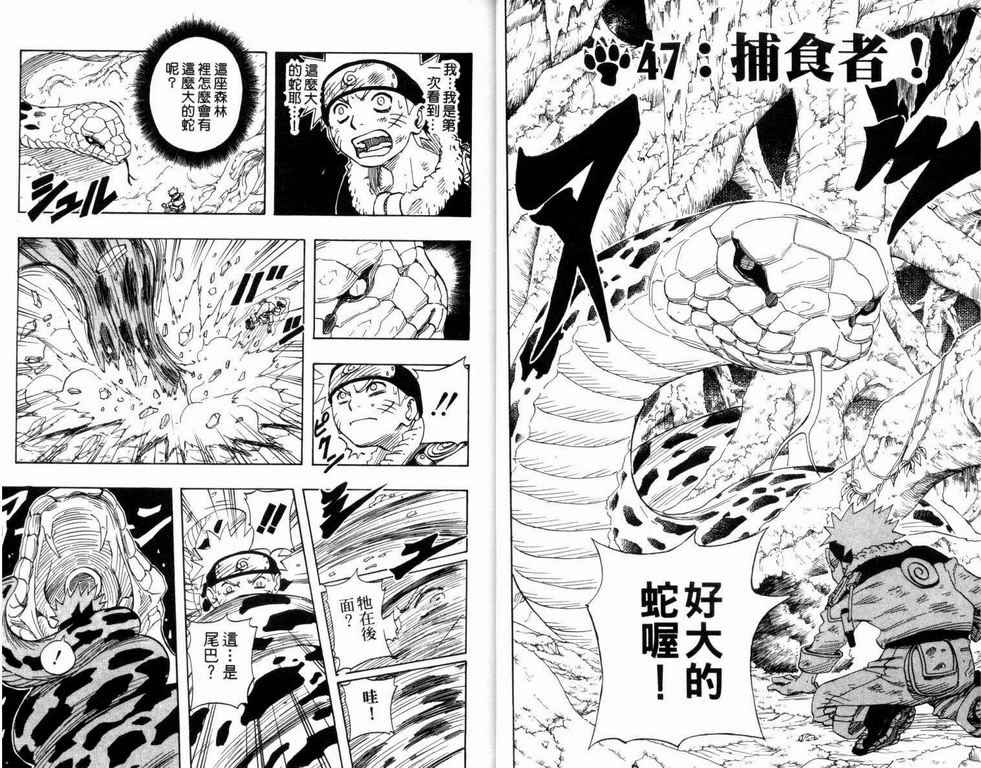 47：捕食者！
ズ
好大的
蛇喔！
我…我是第
一次看到…
這麼大
的蛇耶…！
這座森林
裡怎麼會有
這麼大的蛇
呢？
シュル
!!
ピクン
牠在後
面？
哇！
!!
這…是
尾巴？
！